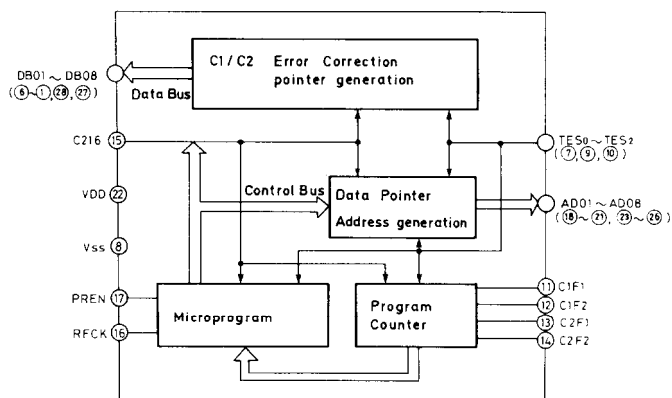 C1/C2 Error Correction
pointer generation
DB01～DB08
(⑥～①,㉘,㉗)
Data Bus
C216 ⑮
TES0～TES2
(⑦,⑨,⑩)
Control Bus
Data Pointer
Address generation
AD01～AD08
(⑱～㉑,㉓～㉖)
VDD ㉒
Vss ⑧
PREN ⑰
RFCK ⑯
Microprogram
Program
Counter
⑪ C1F1
⑫ C1F2
⑬ C2F1
⑭ C2F2